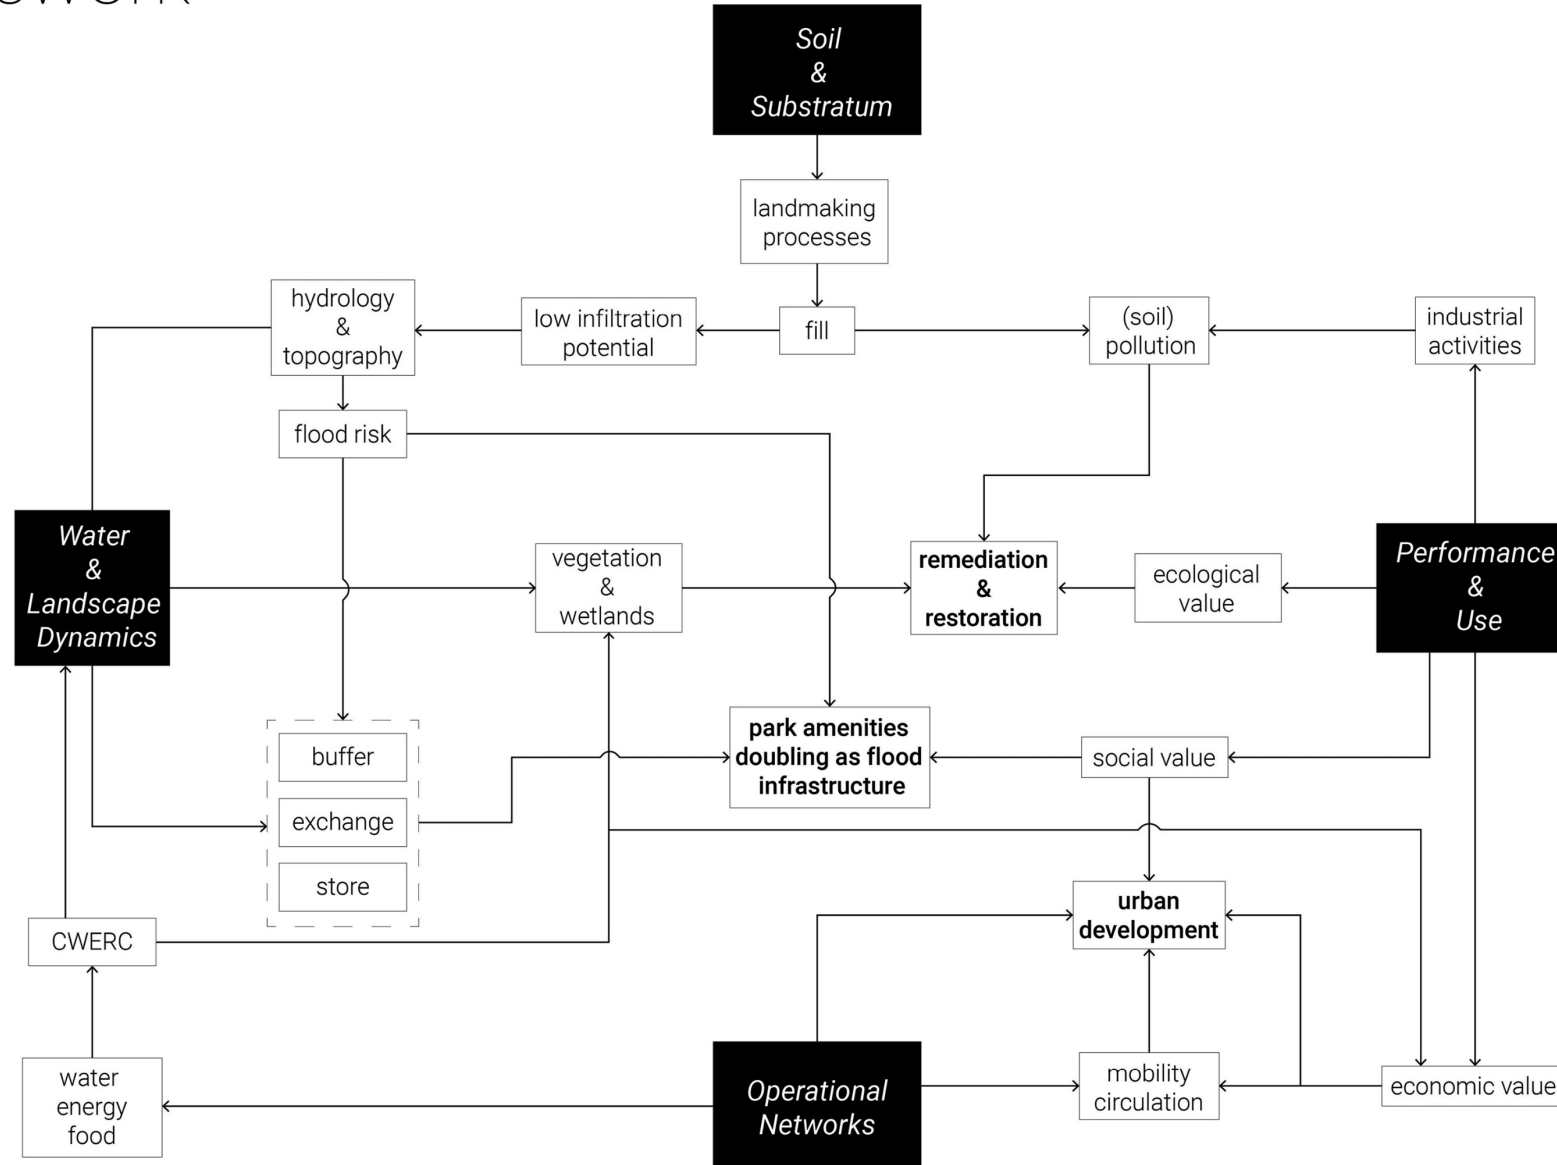 Soil
&
Substratum
landmaking
processes
hydrology
&
topography
low infiltration
potential
fill
(soil)
pollution
industrial
activities
flood risk
Water
&
Landscape
Dynamics
vegetation
&
wetlands
remediation
&
restoration
ecological
value
Performance
&
Use
buffer
exchange
store
park amenities
doubling as flood
infrastructure
social value
urban
development
CWERC
water
energy
food
Operational
Networks
mobility
circulation
economic value